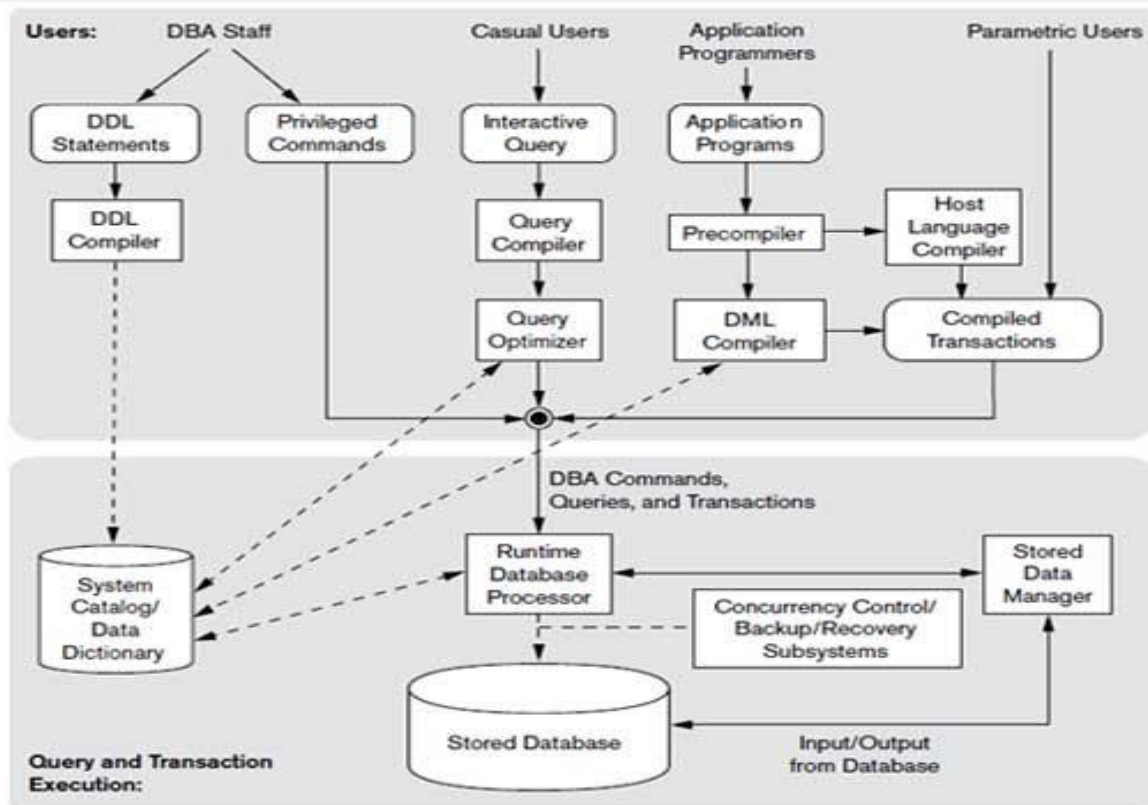 Users:
DBA Staff
Casual Users
Application
Programmers
Parametric Users
DDL
Statements
Privileged
Commands
Interactive
Query
Application
Programs
DDL
Compiler
Query
Compiler
Precompiler
Host
Language
Compiler
Query
Optimizer
DML
Compiler
Compiled
Transactions
DBA Commands,
Queries, and Transactions
System
Catalog/
Data
Dictionary
Runtime
Database
Processor
Stored
Data
Manager
Concurrency Control/
Backup/Recovery
Subsystems
Stored Database
Input/Output
from Database
Query and Transaction
Execution: